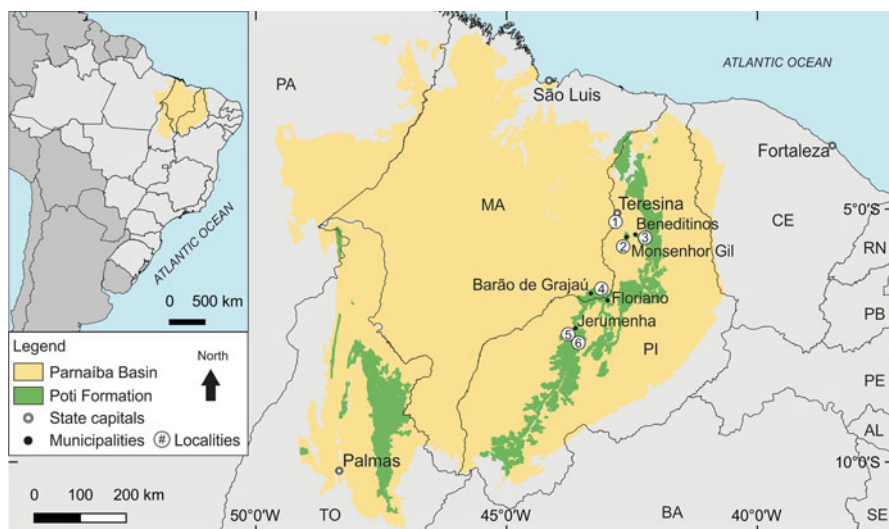 ATLANTIC OCEAN
0 500 km
Legend
North
Parnaíba Basin
Poti Formation
State capitals
Municipalities
# Localities
0 100 200 km
ATLANTIC OCEAN
PA
São Luis
Fortaleza
MA
Teresina
1
Beneditinos
2
3
Monsenhor Gil
CE
5°0'S
RN
Barão de Grajaú
4
Floriano
PB
Jerumenha
5
6
PI
PE
AL
Palmas
10°0'S
50°0'W
TO
45°0'W
BA
40°0'W
SE